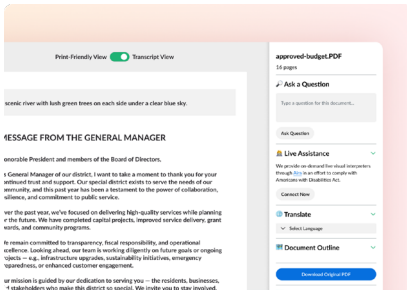 Print-Friendly View Transcript View
scenic river with lush green trees on each side under a clear blue sky.
MESSAGE FROM THE GENERAL MANAGER
onorable President and members of the Board of Directors,
s General Manager of our district, I want to take a moment to thank you for your
ontinued trust and support. Our special district exists to serve the needs of our
ommunity, and this past year has been a testament to the power of collaboration,
silience, and commitment to public service.
ver the past year, we've focused on delivering high-quality services while planning
r the future. We have completed capital projects, improved service delivery, grant
wards, and community programs.
e remain committed to transparency, fiscal responsibility, and operational
xcellence. Looking ahead, our team is working diligently on future goals or ongoing
ojects — e.g., infrastructure upgrades, sustainability initiatives, emergency
reparedness, or enhanced customer engagement.
ur mission is guided by our dedication to serving you — the residents, businesses,
d stakeholders who make this district so special. We invite you to stay involved,
approved-budget.PDF
16 pages
Ask a Question
Type a question for this document...
Ask Question
Live Assistance
We provide on-demand live visual interpreters
through Aira in an effort to comply with
Americans with Disabilities Act.
Connect Now
Translate
Select Language
Document Outline
Download Original PDF